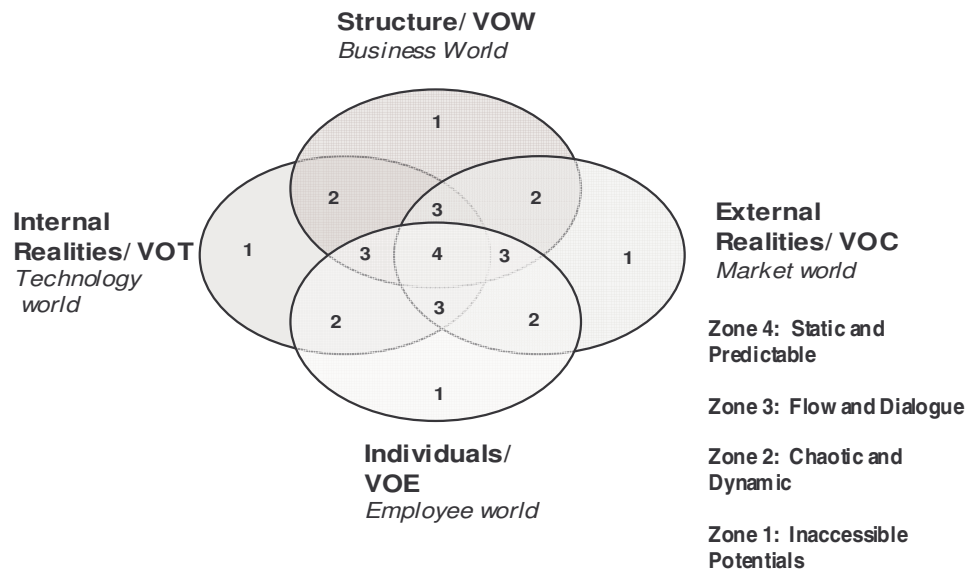 Structure/ VOW
Business World
1
2
2
3
Internal
Realities/ VOT
Technology
world
1
3
4
3
1
External
Realities/ VOC
Market world
2
3
2
1
Individuals/
VOE
Employee world
Zone 4: Static and
Predictable
Zone 3: Flow and Dialogue
Zone 2: Chaotic and
Dynamic
Zone 1: Inaccessible
Potentials